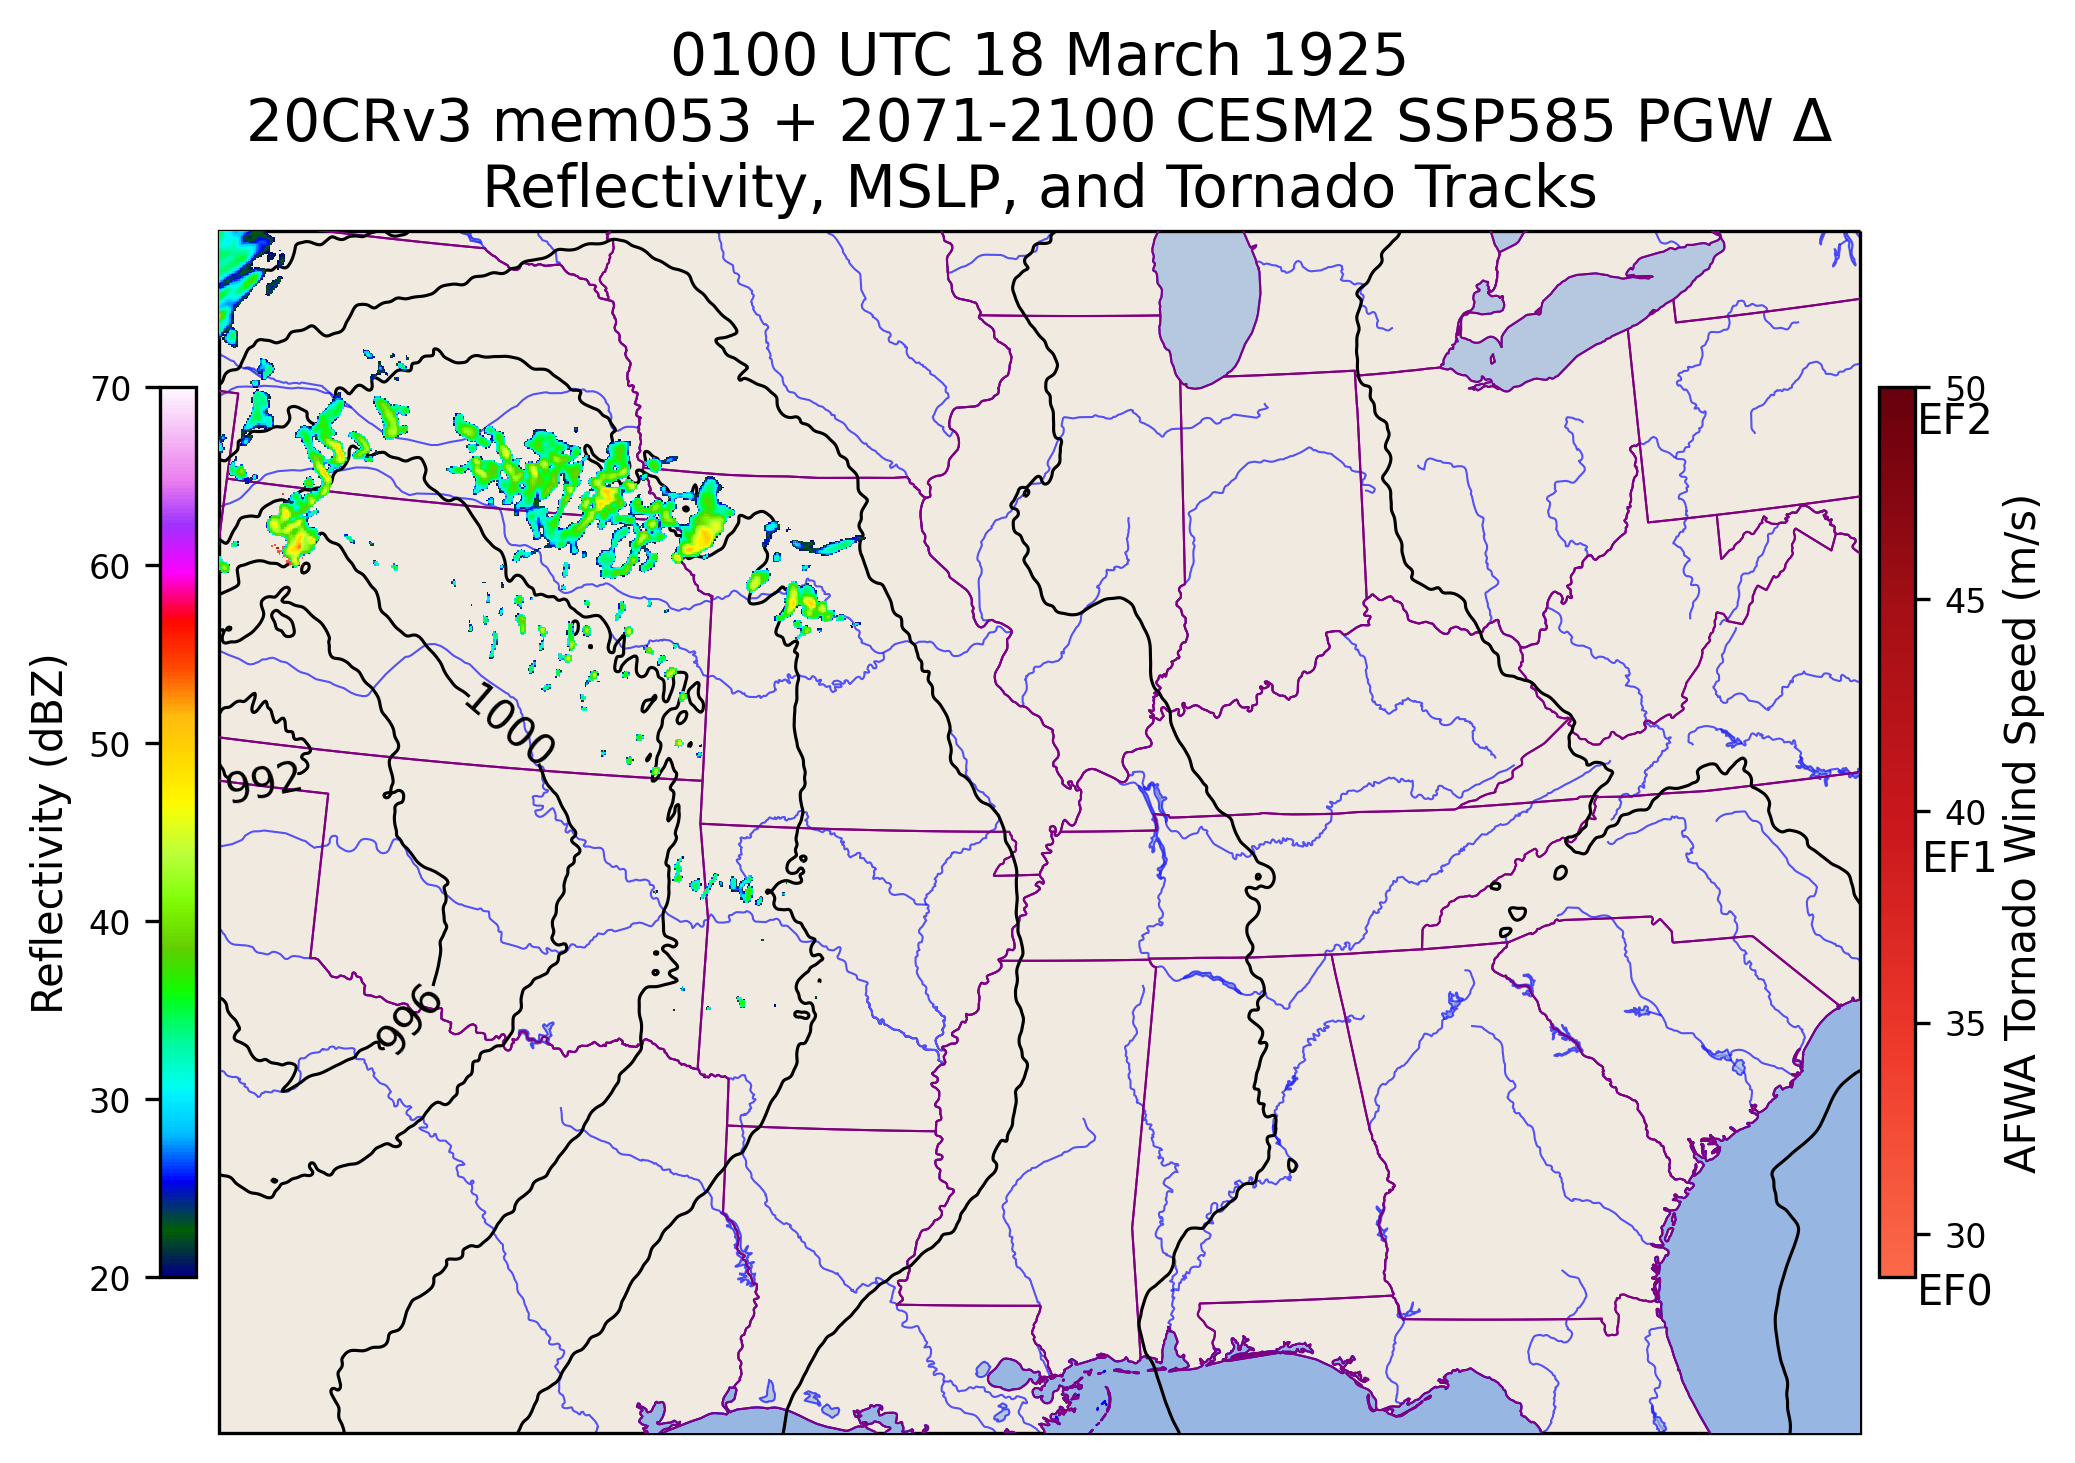 0100 UTC 18 March 1925
20CRv3 mem053 + 2071-2100 CESM2 SSP585 PGW Δ
Reflectivity, MSLP, and Tornado Tracks
70
60
50
40
30
20
Reflectivity (dBZ)
1000
992
996
50
EF2
45
40
EF1
35
30
EF0
AFWA Tornado Wind Speed (m/s)